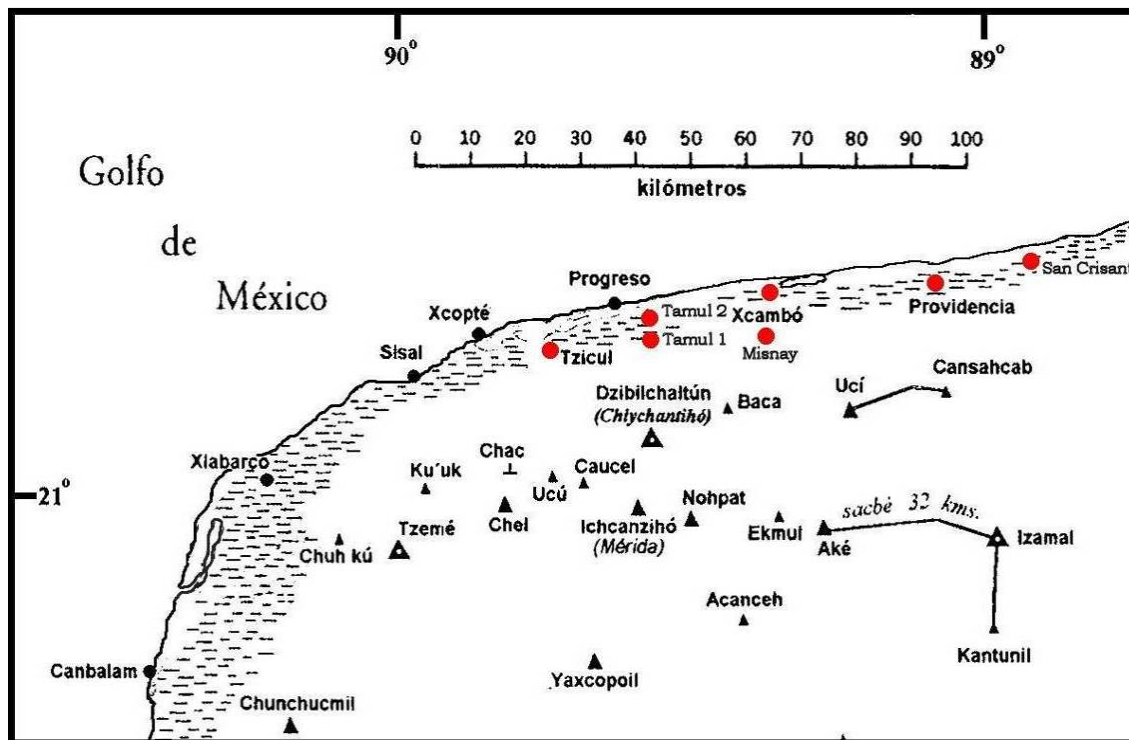 90°
89°
0 10 20 30 40 50 60 70 80 90 100
kilómetros
Golfo
de
México
Progreso
Xcopté
Sisal
Tamul 2
Tamul 1
Tzicul
Xcambó
Misnay
San Crisant
Providencia
Cansahcab
Ucí
Dzibilchaltún
(Chlychantihó)
Baca
Xlabarco
21°
Ku´uk
Chac
Ucú
Caucel
Tzemé
Chel
Chuh kú
Ichcanzihó
(Mérida)
Nohpat
Ekmul
Aké
sacbè 32 kms.
Izamal
Acanceh
Kantunil
Yaxcopoil
Canbalam
Chunchucmil